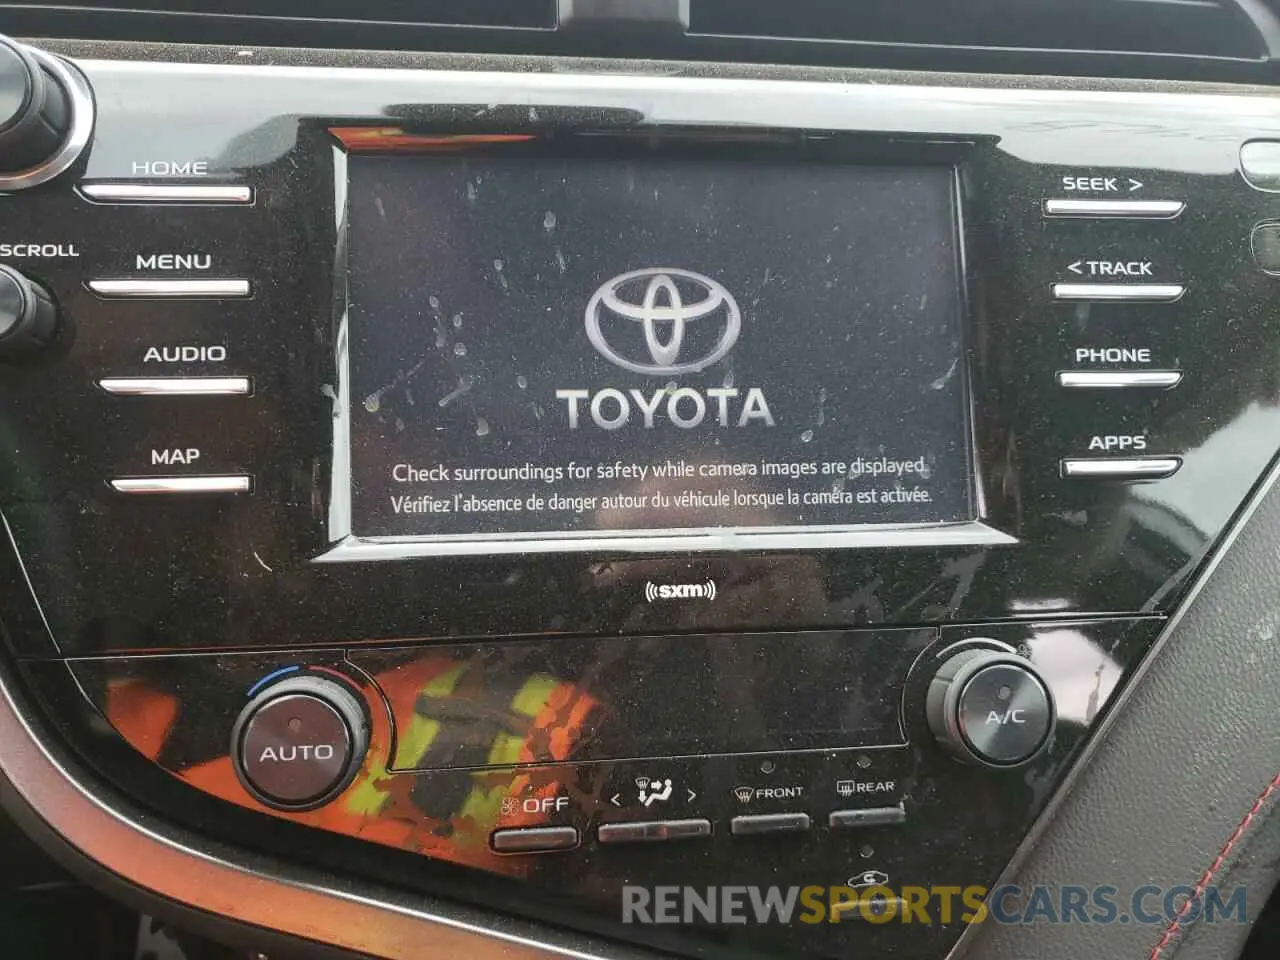 HOME
SEEK >
SCROLL
MENU
< TRACK
AUDIO
PHONE
TOYOTA
MAP
APPS
Check surroundings for safety while camera images are displayed.
Vérifiez l'absence de danger autour du véhicule lorsque la caméra est activée.
((sxm))
AUTO
A/C
OFF
< >
FRONT
REAR
RENEWSPORTSCARS.COM